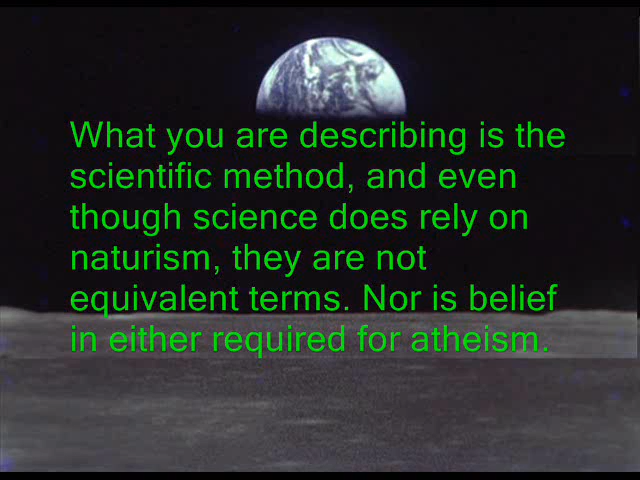 What you are describing is the
scientific method, and even
though science does rely on
naturism, they are not
equivalent terms. Nor is belief
in either required for atheism.